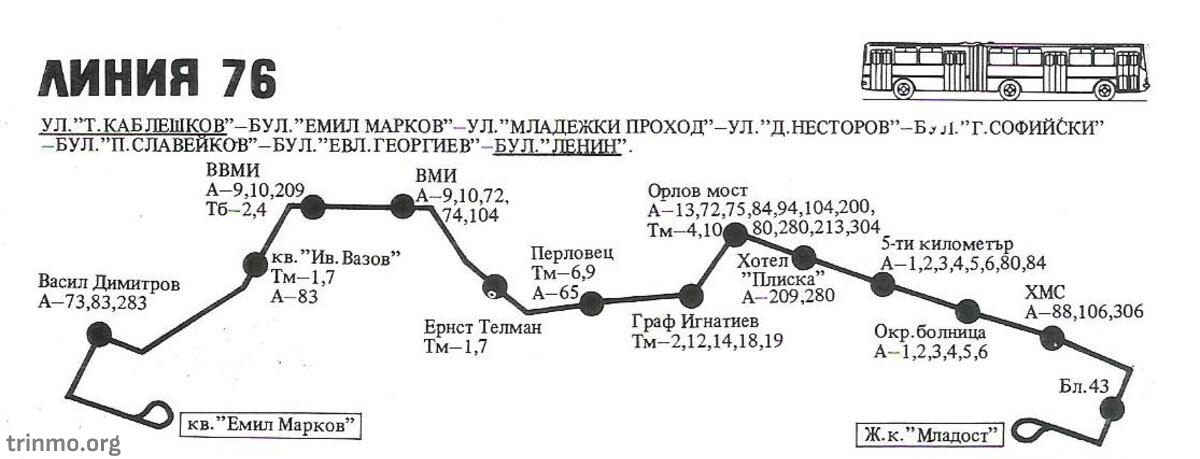 ЛИНИЯ 76
УЛ."Т.КАБЛЕШКОВ"–БУЛ."ЕМИЛ МАРКОВ"–УЛ."МЛАДЕЖКИ ПРОХОД"–УЛ."Д.НЕСТОРОВ"–БУЛ."Г.СОФИЙСКИ"
–БУЛ."П.СЛАВЕЙКОВ"–БУЛ."ЕВЛ.ГЕОРГИЕВ"–БУЛ."ЛЕНИН".
ВВМИ
А–9,10,209
Тб–2,4
ВМИ
А–9,10,72,
74,104
Орлов мост
А–13,72,75,84,94,104,200,
Тм–4,10
80,280,213,304
5-ти километър
А–1,2,3,4,5,6,80,84
кв."Ив.Вазов"
Тм–1,7
А–83
Перловец
Тм–6,9
А–65
Хотел
"Плиска"
А–209,280
Васил Димитров
А–73,83,283
ХМС
А–88,106,306
Ернст Телман
Тм–1,7
Граф Игнатиев
Тм–2,12,14,18,19
Окр.болница
А–1,2,3,4,5,6
Бл.43
кв."Емил Марков"
Ж.к."Младост"
trinmo.org